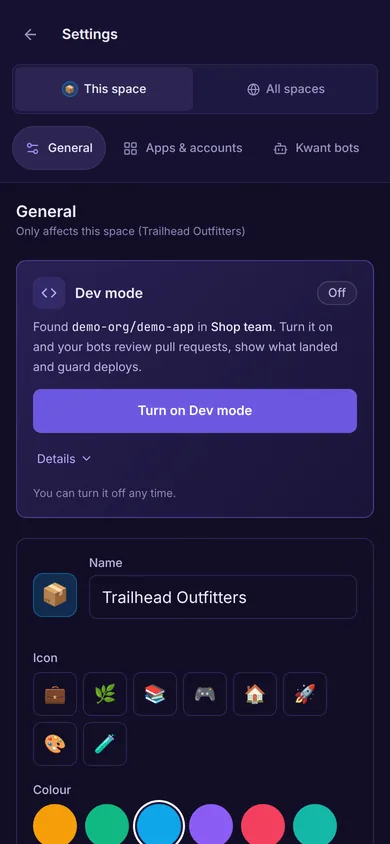 Settings
This space
All spaces
General
Apps & accounts
Kwant bots
General
Only affects this space (Trailhead Outfitters)
Dev mode
Off
Found demo-org/demo-app in Shop team. Turn it on
and your bots review pull requests, show what landed
and guard deploys.
Turn on Dev mode
Details
You can turn it off any time.
Name
Trailhead Outfitters
Icon
Colour